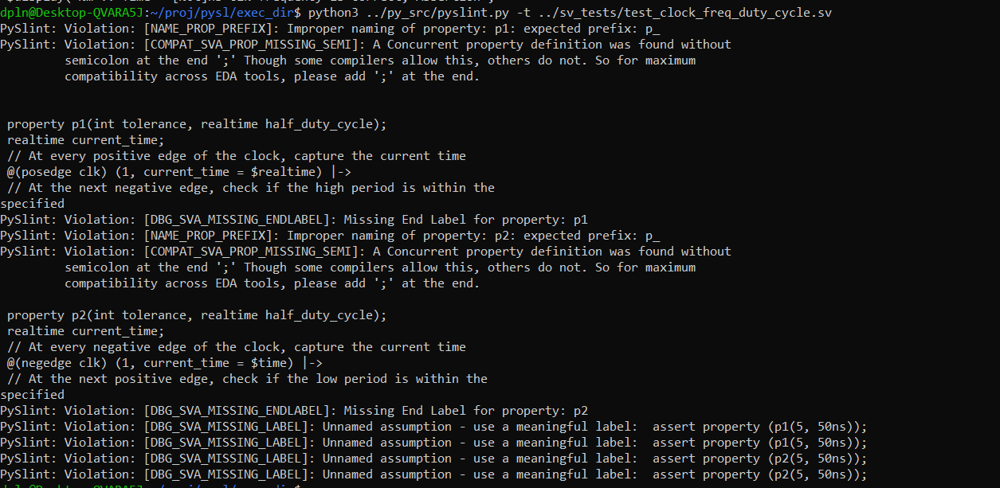 dpln@Desktop-QVARA5J:~/proj/pysl/exec_dir$ python3 ../py_src/pyslint.py -t ../sv_tests/test_clock_freq_duty_cycle.sv
PySlint: Violation: [NAME_PROP_PREFIX]: Improper naming of property: p1: expected prefix: p_
PySlint: Violation: [COMPAT_SVA_PROP_MISSING_SEMI]: A Concurrent property definition was found without
semicolon at the end ';' Though some compilers allow this, others do not. So for maximum
compatibility across EDA tools, please add ';' at the end.
property p1(int tolerance, realtime half_duty_cycle);
realtime current_time;
// At every positive edge of the clock, capture the current time
@(posedge clk) (1, current_time = $realtime) |->
// At the next negative edge, check if the high period is within the
specified
PySlint: Violation: [DBG_SVA_MISSING_ENDLABEL]: Missing End Label for property: p1
PySlint: Violation: [NAME_PROP_PREFIX]: Improper naming of property: p2: expected prefix: p_
PySlint: Violation: [COMPAT_SVA_PROP_MISSING_SEMI]: A Concurrent property definition was found without
semicolon at the end ';' Though some compilers allow this, others do not. So for maximum
compatibility across EDA tools, please add ';' at the end.
property p2(int tolerance, realtime half_duty_cycle);
realtime current_time;
// At every negative edge of the clock, capture the current time
@(negedge clk) (1, current_time = $time) |->
// At the next positive edge, check if the low period is within the
specified
PySlint: Violation: [DBG_SVA_MISSING_ENDLABEL]: Missing End Label for property: p2
PySlint: Violation: [DBG_SVA_MISSING_LABEL]: Unnamed assumption - use a meaningful label:  assert property (p1(5, 50ns));
PySlint: Violation: [DBG_SVA_MISSING_LABEL]: Unnamed assumption - use a meaningful label:  assert property (p1(5, 50ns));
PySlint: Violation: [DBG_SVA_MISSING_LABEL]: Unnamed assumption - use a meaningful label:  assert property (p2(5, 50ns));
PySlint: Violation: [DBG_SVA_MISSING_LABEL]: Unnamed assumption - use a meaningful label:  assert property (p2(5, 50ns));